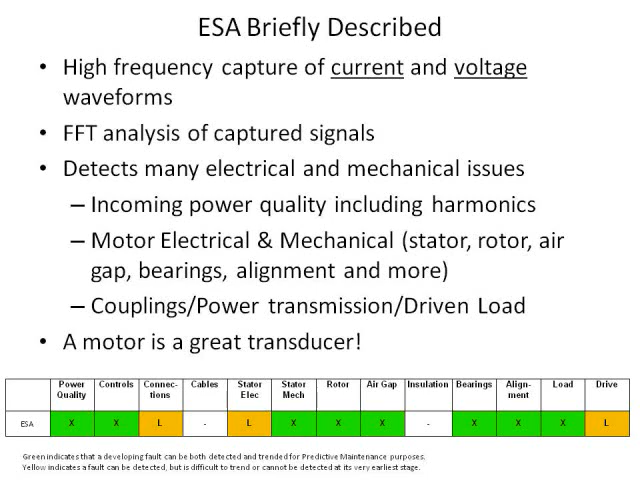 ESA Briefly Described
• High frequency capture of current and voltage
waveforms
• FFT analysis of captured signals
• Detects many electrical and mechanical issues
– Incoming power quality including harmonics
– Motor Electrical & Mechanical (stator, rotor, air
gap, bearings, alignment and more)
– Couplings/Power transmission/Driven Load
• A motor is a great transducer!
Power Controls Connec- Cables Stator Stator Rotor Air Gap Insulation Bearings Align- Load Drive
Quality tions Elec Mech ment
ESA X X L - L X X X - X X X L
Green indicates that a developing fault can be both detected and trended for Predictive Maintenance purposes.
Yellow indicates a fault can be detected, but is difficult to trend or cannot be detected at its very earliest stage.